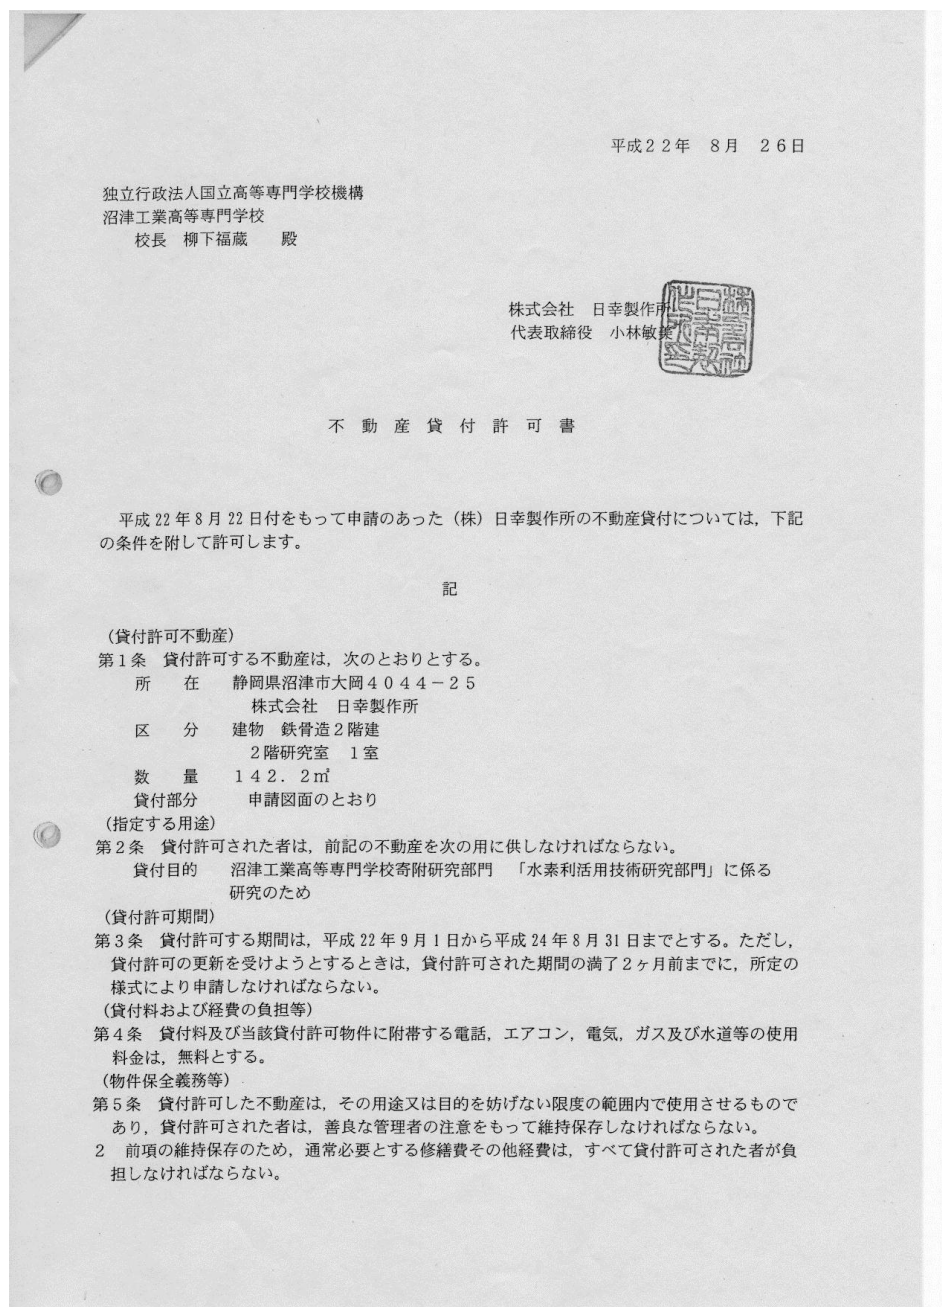 平成２２年　８月　２６日
独立行政法人国立高等専門学校機構
沼津工業高等専門学校
校長　柳下福蔵　　殿
株式会社　日幸製作所
代表取締役　小林敏美
不動産貸付許可書
平成22年8月22日付をもって申請のあった（株）日幸製作所の不動産貸付については，下記
の条件を附して許可します。
記
（貸付許可不動産）
第１条　貸付許可する不動産は，次のとおりとする。
所　　在　　静岡県沼津市大岡４０４４－２５
株式会社　日幸製作所
区　　分　　建物　鉄骨造２階建
２階研究室　１室
数　　量　　１４２．２㎡
貸付部分　　　申請図面のとおり
（指定する用途）
第２条　貸付許可された者は，前記の不動産を次の用に供しなければならない。
貸付目的　　沼津工業高等専門学校寄附研究部門　「水素利活用技術研究部門」に係る
研究のため
（貸付許可期間）
第３条　貸付許可する期間は，平成22年9月1日から平成24年8月31日までとする。ただし，
貸付許可の更新を受けようとするときは，貸付許可された期間の満了２ヶ月前までに，所定の
様式により申請しなければならない。
（貸付料および経費の負担等）
第４条　貸付料及び当該貸付許可物件に附帯する電話，エアコン，電気，ガス及び水道等の使用
料金は，無料とする。
（物件保全義務等）
第５条　貸付許可した不動産は，その用途又は目的を妨げない限度の範囲内で使用させるもので
あり，貸付許可された者は，善良な管理者の注意をもって維持保存しなければならない。
２　前項の維持保存のため，通常必要とする修繕費その他経費は，すべて貸付許可された者が負
担しなければならない。